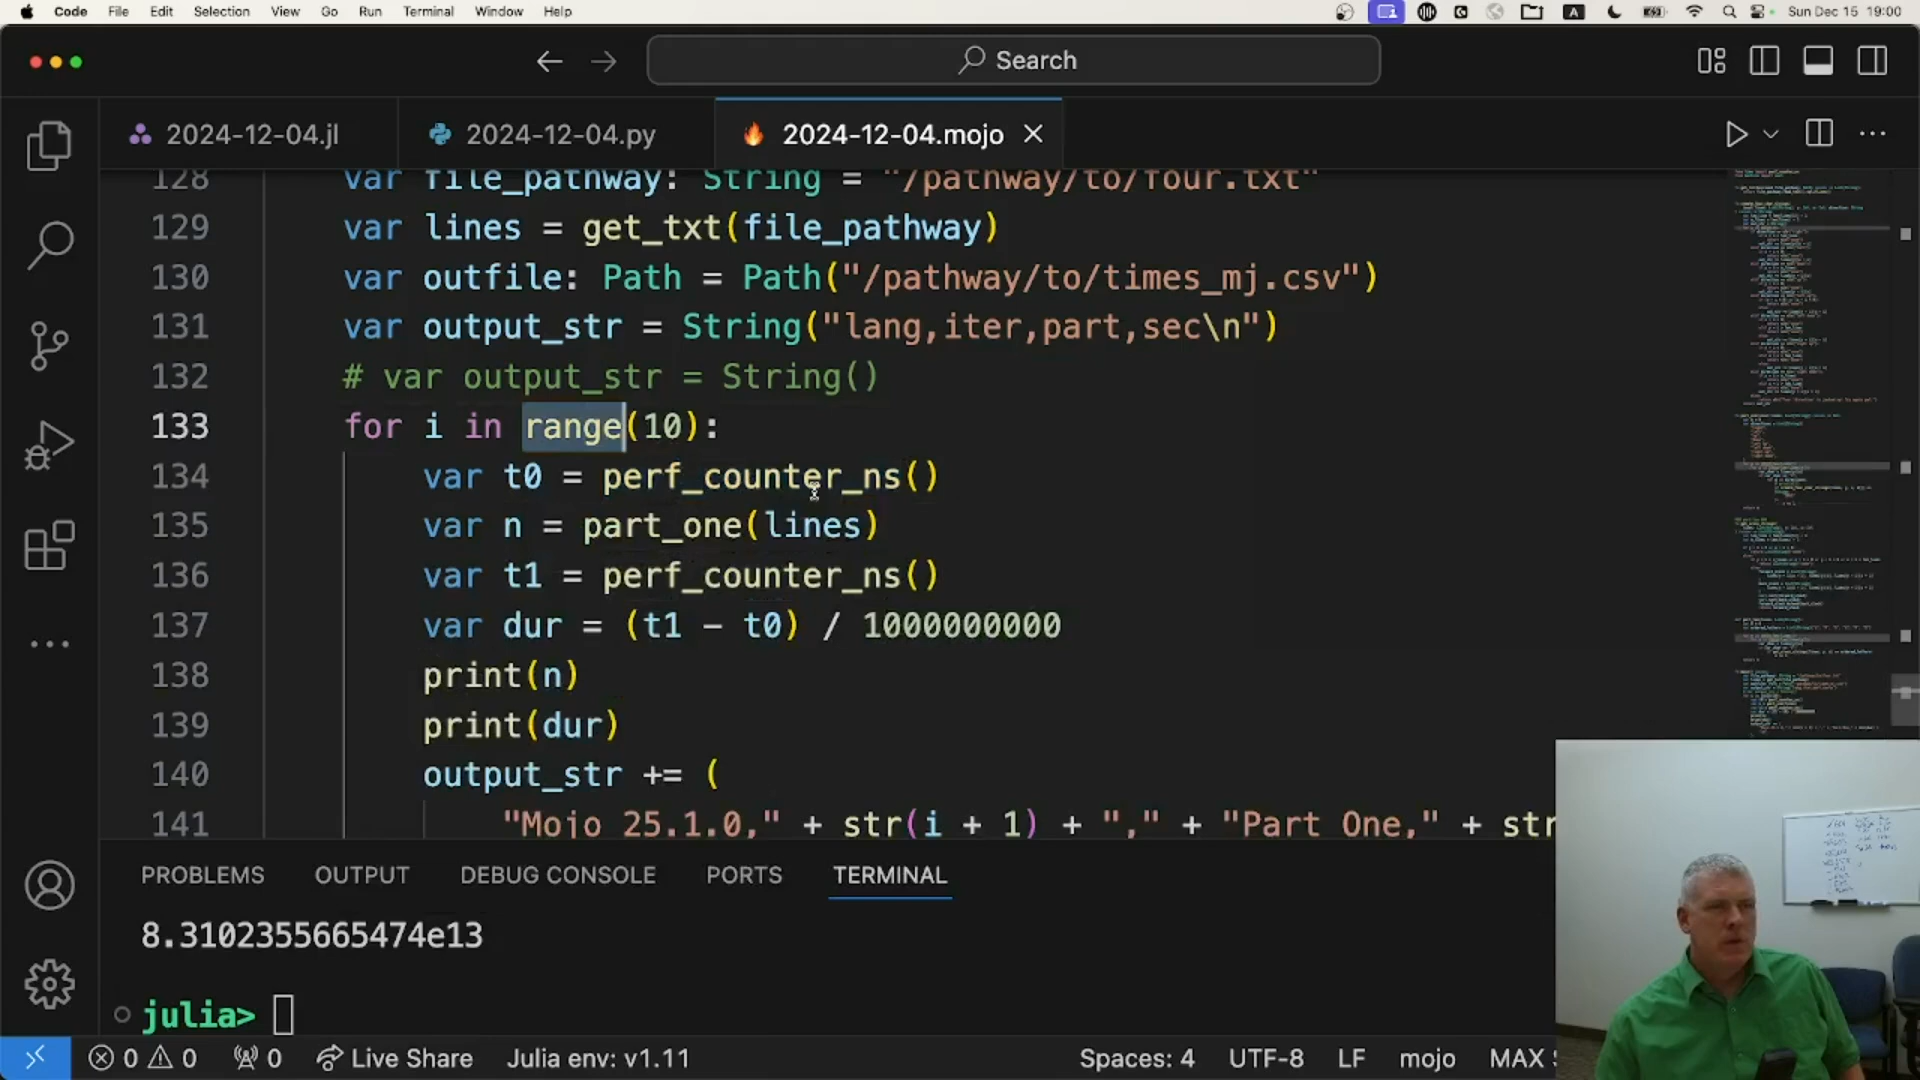 Code File Edit Selection View Go Run Terminal Window Help
A
Sun Dec 15 19:00
Search
2024-12-04.jl
2024-12-04.py
2024-12-04.mojo
128 var file_pathway: String = "/pathway/to/four.txt"
129 var lines = get_txt(file_pathway)
130 var outfile: Path = Path("/pathway/to/times_mj.csv")
131 var output_str = String("lang,iter,part,sec\n")
132 # var output_str = String()
133 for i in range(10):
134 var t0 = perf_counter_ns()
135 var n = part_one(lines)
136 var t1 = perf_counter_ns()
137 var dur = (t1 - t0) / 1000000000
138 print(n)
139 print(dur)
140 output_str += (
141 "Mojo 25.1.0," + str(i + 1) + "," + "Part One," + str
PROBLEMS OUTPUT DEBUG CONSOLE PORTS TERMINAL
8.3102355665474e13
julia>
0 0 0 Live Share Julia env: v1.11 Spaces: 4 UTF-8 LF mojo MAX